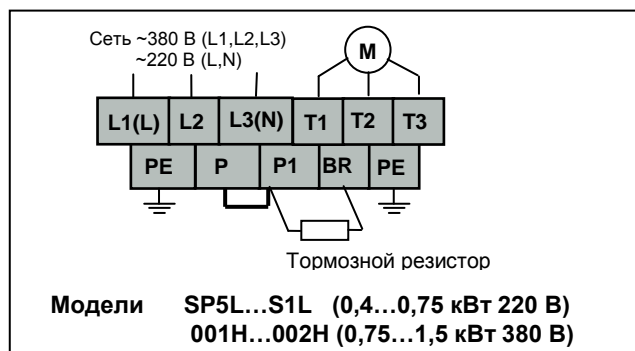 Сеть ~380 В (L1,L2,L3)
~220 В (L,N)
M
L1(L) L2 L3(N) T1 T2 T3
PE P P1 BR PE
Тормозной резистор
Модели SP5L...S1L (0,4...0,75 кВт 220 В)
001H...002H (0,75...1,5 кВт 380 В)